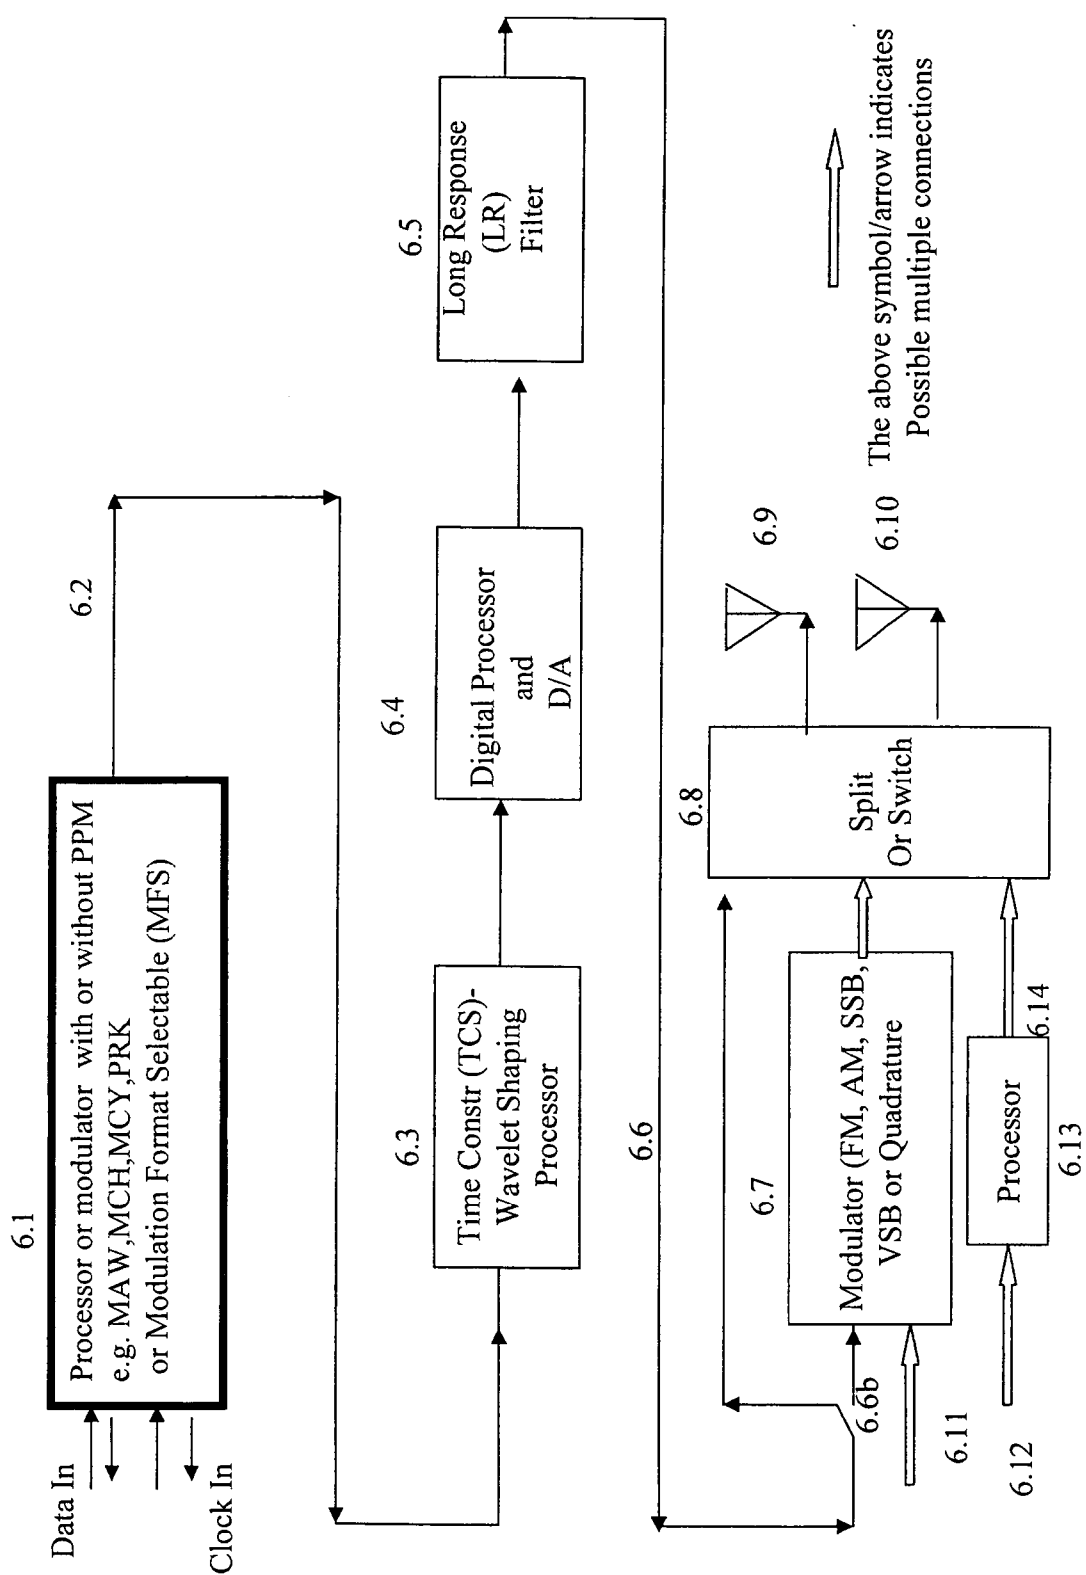 6.1
Data In
Clock In
Processor or modulator with or without PPM
e.g. MAW,MCH,MCY,PRK
or Modulation Format Selectable (MFS)
6.2
6.3
Time Constr (TCS)-
Wavelet Shaping
Processor
6.4
Digital Processor
and
D/A
6.5
Long Response
(LR)
Filter
6.6
6.6b
6.7
Modulator (FM, AM, SSB,
VSB or Quadrature
6.8
Split
Or Switch
6.9
6.10
6.11
6.12
Processor
6.13
6.14
The above symbol/arrow indicates
Possible multiple connections